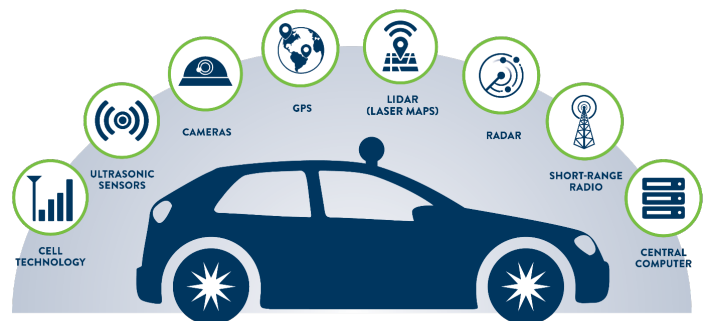 CELL
TECHNOLOGY
ULTRASONIC
SENSORS
CAMERAS
GPS
LIDAR
(LASER MAPS)
RADAR
SHORT-RANGE
RADIO
CENTRAL
COMPUTER